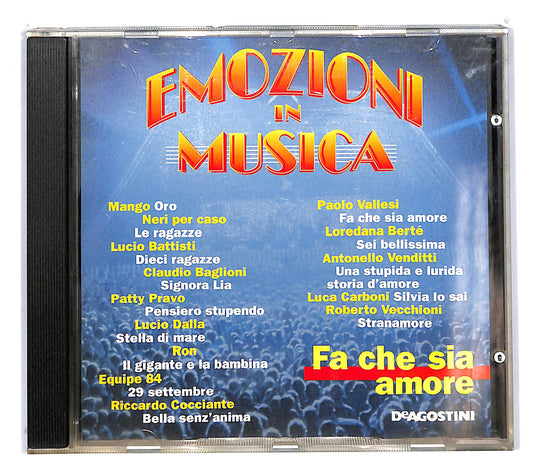 EMOZIONI
IN
MUSICA
Mango Oro
Neri per caso
Le ragazze
Lucio Battisti
Dieci ragazze
Claudio Baglioni
Signora Lia
Patty Pravo
Pensiero stupendo
Lucio Dalla
Stella di mare
Ron
Il gigante e la bambina
Equipe 84
29 settembre
Riccardo Cocciante
Bella senz'anima
Paolo Vallesi
Fa che sia amore
Loredana Berté
Sei bellissima
Antonello Venditti
Una stupida e lurida
storia d'amore
Luca Carboni Silvia lo sai
Roberto Vecchioni
Stranamore
Fa che sia
amore
DeAGOSTINI